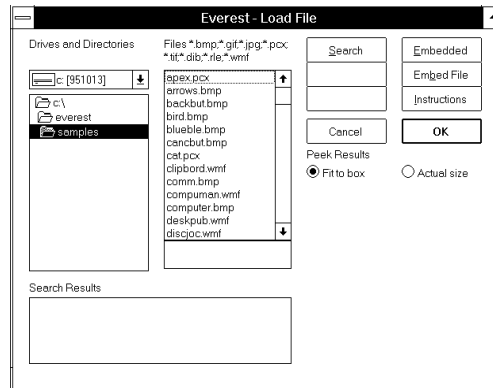 Everest - Load File
Drives and Directories
Files *.bmp;*.gif;*.jpg;*.pcx;
*.tif;*.dib;*.rle;*.wmf
c: [951013]
c:\
everest
samples
apex.pcx
arrows.bmp
backbut.bmp
bird.bmp
blueble.bmp
cancbut.bmp
cat.pcx
clipbord.wmf
comm.bmp
compuman.wmf
computer.bmp
deskpub.wmf
discjoc.wmf
Search
Embedded
Embed File
Instructions
Cancel
OK
Peek Results
Fit to box
Actual size
Search Results